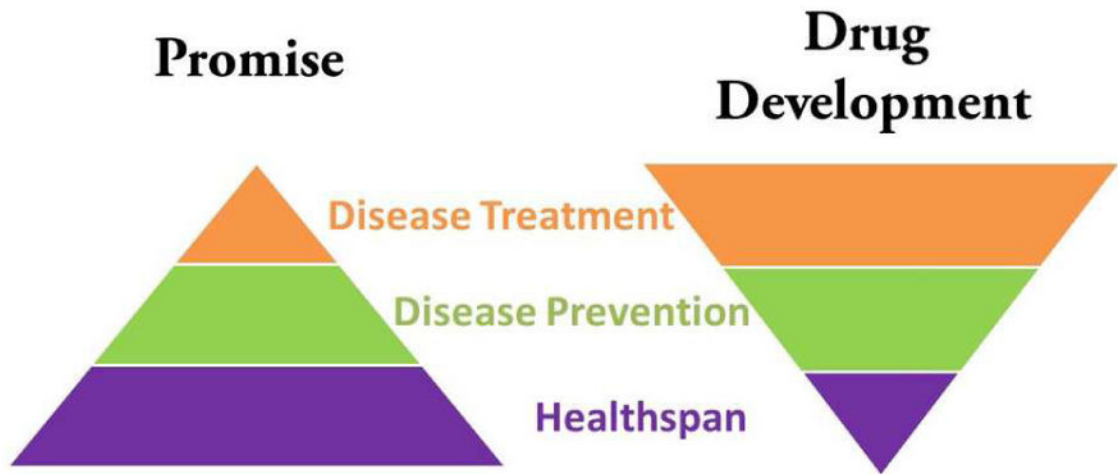 Promise
Drug
Development
Disease Treatment
Disease Prevention
Healthspan